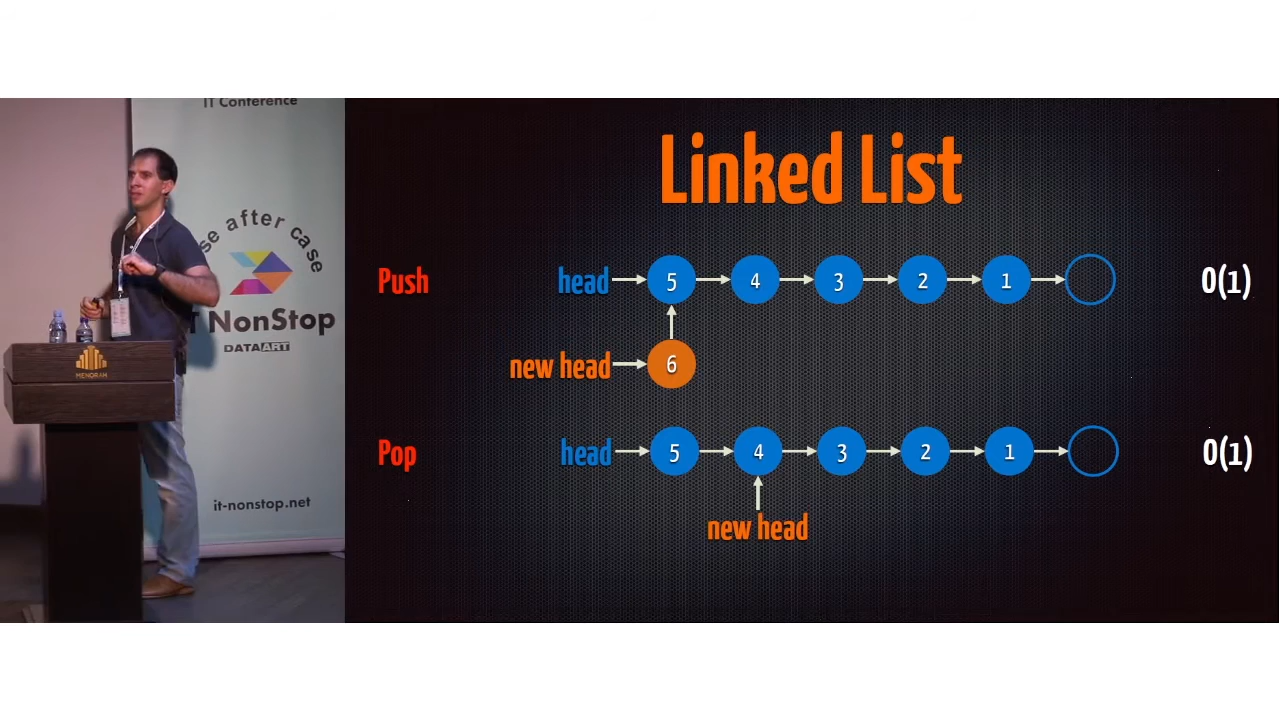 IT Conference
se after case
T NonStop
DATAART
MENORAH
it-nonstop.net
Linked List
Push
head
5
4
3
2
1
O(1)
new head
6
Pop
head
5
4
3
2
1
O(1)
new head